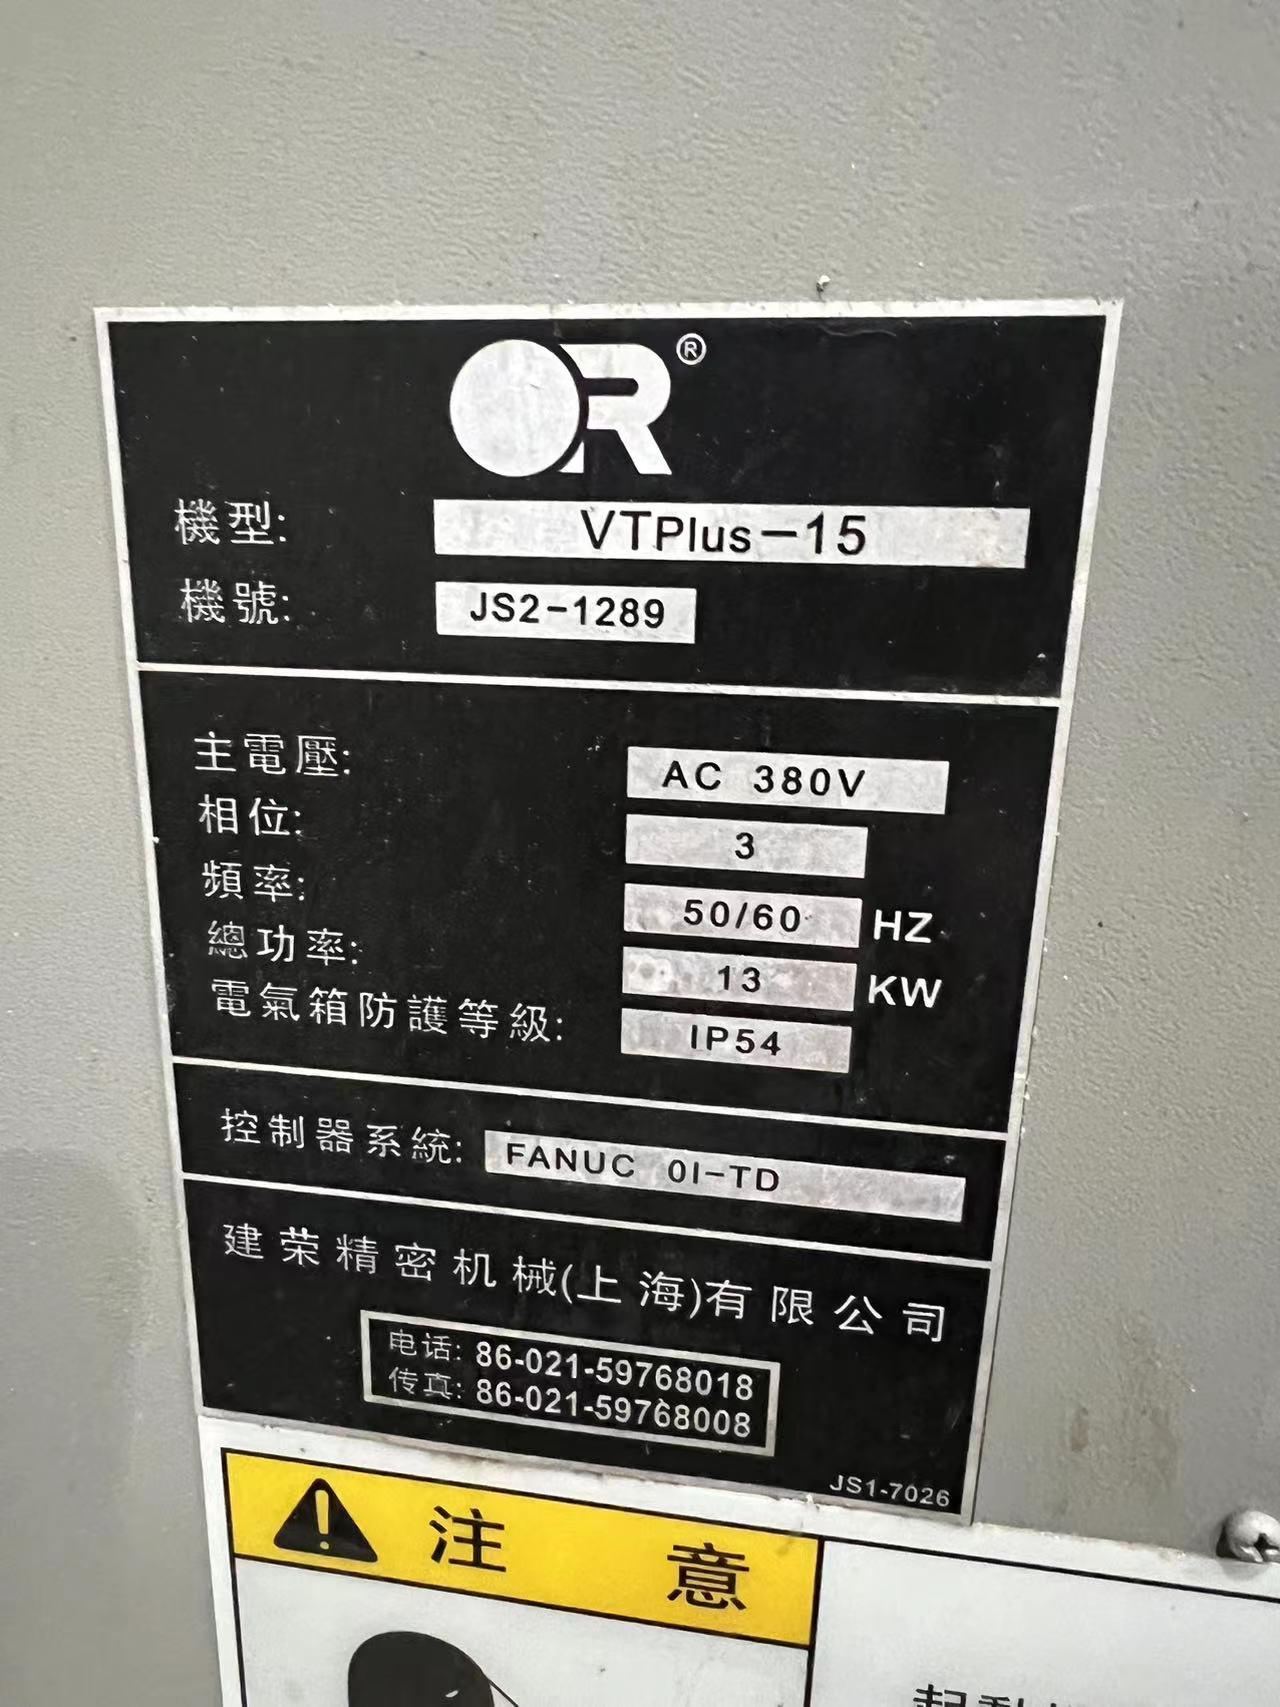 OR®
機型: VTPlus-15
機號: JS2-1289
主電壓: AC 380V
相位: 3
頻率: 50/60 HZ
總功率: 13 KW
電氣箱防護等級: IP54
控制器系統: FANUC 0I-TD
建荣精密机械(上海)有限公司
电话: 86-021-59768018
传真: 86-021-59768008
JS1-7026
注意